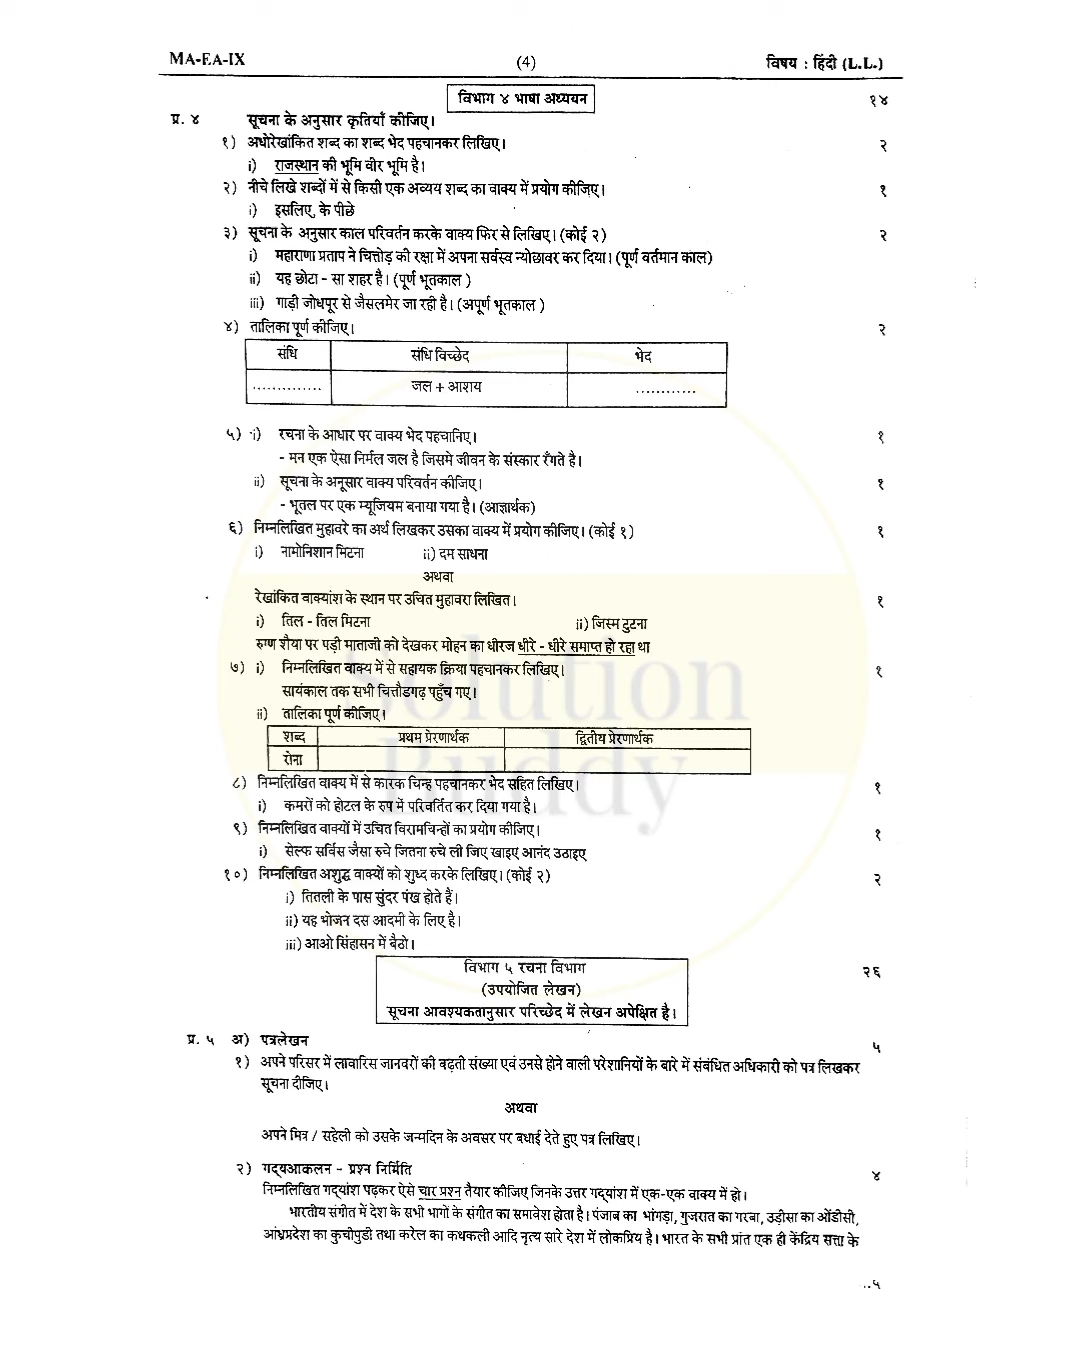 MA-EA-IX (4) विषय : हिंदी (L.L.)
विभाग ४ भाषा अध्ययन १४
प्र. ४ सूचना के अनुसार कृतियाँ कीजिए।
१) अधोरेखांकित शब्द का शब्द भेद पहचानकर लिखिए। २
i) राजस्थान की भूमि वीर भूमि है।
२) नीचे लिखे शब्दों में से किसी एक अव्यय शब्द का वाक्य में प्रयोग कीजिए। १
i) इसलिए, के पीछे
३) सूचना के अनुसार काल परिवर्तन करके वाक्य फिर से लिखिए। (कोई २) २
i) महाराणा प्रताप ने चित्तोड़ की रक्षा में अपना सर्वस्व न्योछावर कर दिया। (पूर्ण वर्तमान काल)
ii) यह छोटा - सा शहर है। (पूर्ण भूतकाल )
iii) गाड़ी जोधपूर से जैसलमेर जा रही है। (अपूर्ण भूतकाल )
४) तालिका पूर्ण कीजिए। २
संधि संधि विच्छेद भेद
.............. जल + आशय ............
५) i) रचना के आधार पर वाक्य भेद पहचानिए। १
- मन एक ऐसा निर्मल जल है जिसमे जीवन के संस्कार रँगते है।
ii) सूचना के अनूसार वाक्य परिवर्तन कीजिए। १
- भूतल पर एक म्यूजियम बनाया गया है। (आज्ञार्थक)
६) निम्नलिखित मुहावरे का अर्थ लिखकर उसका वाक्य में प्रयोग कीजिए। (कोई १) १
i) नामोनिशान मिटना ii) दम साधना
अथवा
रेखांकित वाक्यांश के स्थान पर उचित मुहावरा लिखित। १
i) तिल - तिल मिटना ii) जिस्म टुटना
रुग्ण शैया पर पड़ी माताजी को देखकर मोहन का धीरज धीरे - धीरे समाप्त हो रहा था
७) i) निम्नलिखित वाक्य में से सहायक क्रिया पहचानकर लिखिए। १
सायंकाल तक सभी चित्तौडगढ़ पहुँच गए।
ii) तालिका पूर्ण कीजिए।
शब्द प्रथम प्रेरणार्थक द्वितीय प्रेरणार्थक
रोना
८) निम्नलिखित वाक्य में से कारक चिन्ह पहचानकर भेद सहित लिखिए। १
i) कमरों को होटल के रुप में परिवर्तित कर दिया गया है।
९) निम्नलिखित वाक्यों में उचित विरामचिन्हों का प्रयोग कीजिए। १
i) सेल्फ सर्विस जैसा रुचे जितना रुचे ली जिए खाइए आनंद उठाइए
१०) निम्नलिखित अशुद्ध वाक्यों को शुध्द करके लिखिए। (कोई २) २
i) तितली के पास सुंदर पंख होते हैं।
ii) यह भोजन दस आदमी के लिए है।
iii) आओ सिंहासन में बैठो।
विभाग ५ रचना विभाग २६
(उपयोजित लेखन)
सूचना आवश्यकतानुसार परिच्छेद में लेखन अपेक्षित है।
प्र. ५ अ) पत्रलेखन ५
१) अपने परिसर में लावारिस जानवरों की बढ़ती संख्या एवं उनसे होने वाली परेशानियों के बारे में संबंधित अधिकारी को पत्र लिखकर
सूचना दीजिए।
अथवा
अपने मित्र / सहेली को उसके जन्मदिन के अवसर पर बधाई देते हुए पत्र लिखिए।
२) गद्यआकलन - प्रश्न निर्मिति ४
निम्नलिखित गद्यांश पढ़कर ऐसे चार प्रश्न तैयार कीजिए जिनके उत्तर गद्यांश में एक-एक वाक्य में हो।
भारतीय संगीत में देश के सभी भागों के संगीत का समावेश होता है। पंजाब का भांगड़ा, गुजरात का गरबा, उड़ीसा का ओडीसी,
आंध्रप्रदेश का कुचीपुडी तथा करेल का कथकली आदि नृत्य सारे देश में लोकप्रिय है। भारत के सभी प्रांत एक ही केंद्रिय सत्ता के
..५
Solution
Buddy